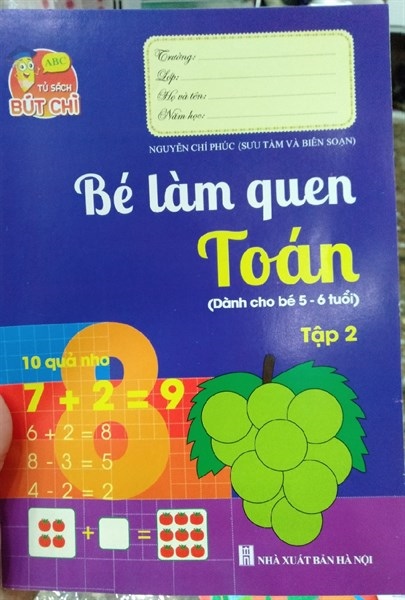 ABC
TỦ SÁCH
BÚT CHÌ
Trường:
Lớp:
Họ và tên:
Năm học:
NGUYỄN CHÍ PHÚC (SƯU TẦM VÀ BIÊN SOẠN)
Bé làm quen
Toán
(Dành cho bé 5 - 6 tuổi)
Tập 2
8
10 quả nho
7 + 2 = 9
6 + 2 = 8
8 - 3 = 5
4 - 2 = 2
+ =
NHÀ XUẤT BẢN HÀ NỘI